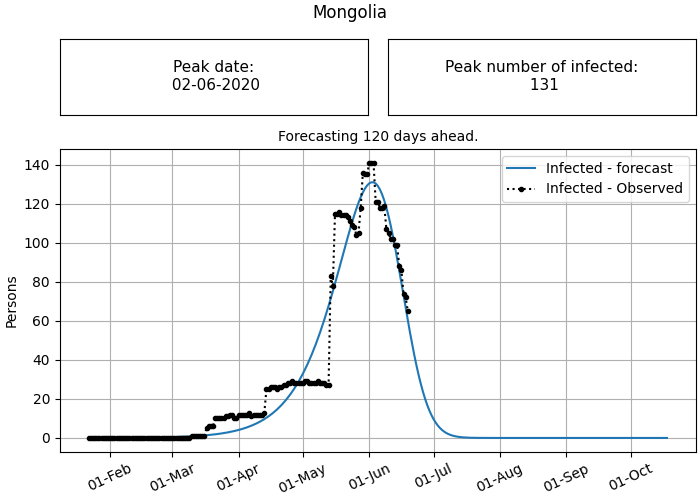 Mongolia
Peak date:
02-06-2020
Peak number of infected:
131
Forecasting 120 days ahead.
Infected - forecast
Infected - Observed
Persons
140
120
100
80
60
40
20
0
01-Feb
01-Mar
01-Apr
01-May
01-Jun
01-Jul
01-Aug
01-Sep
01-Oct